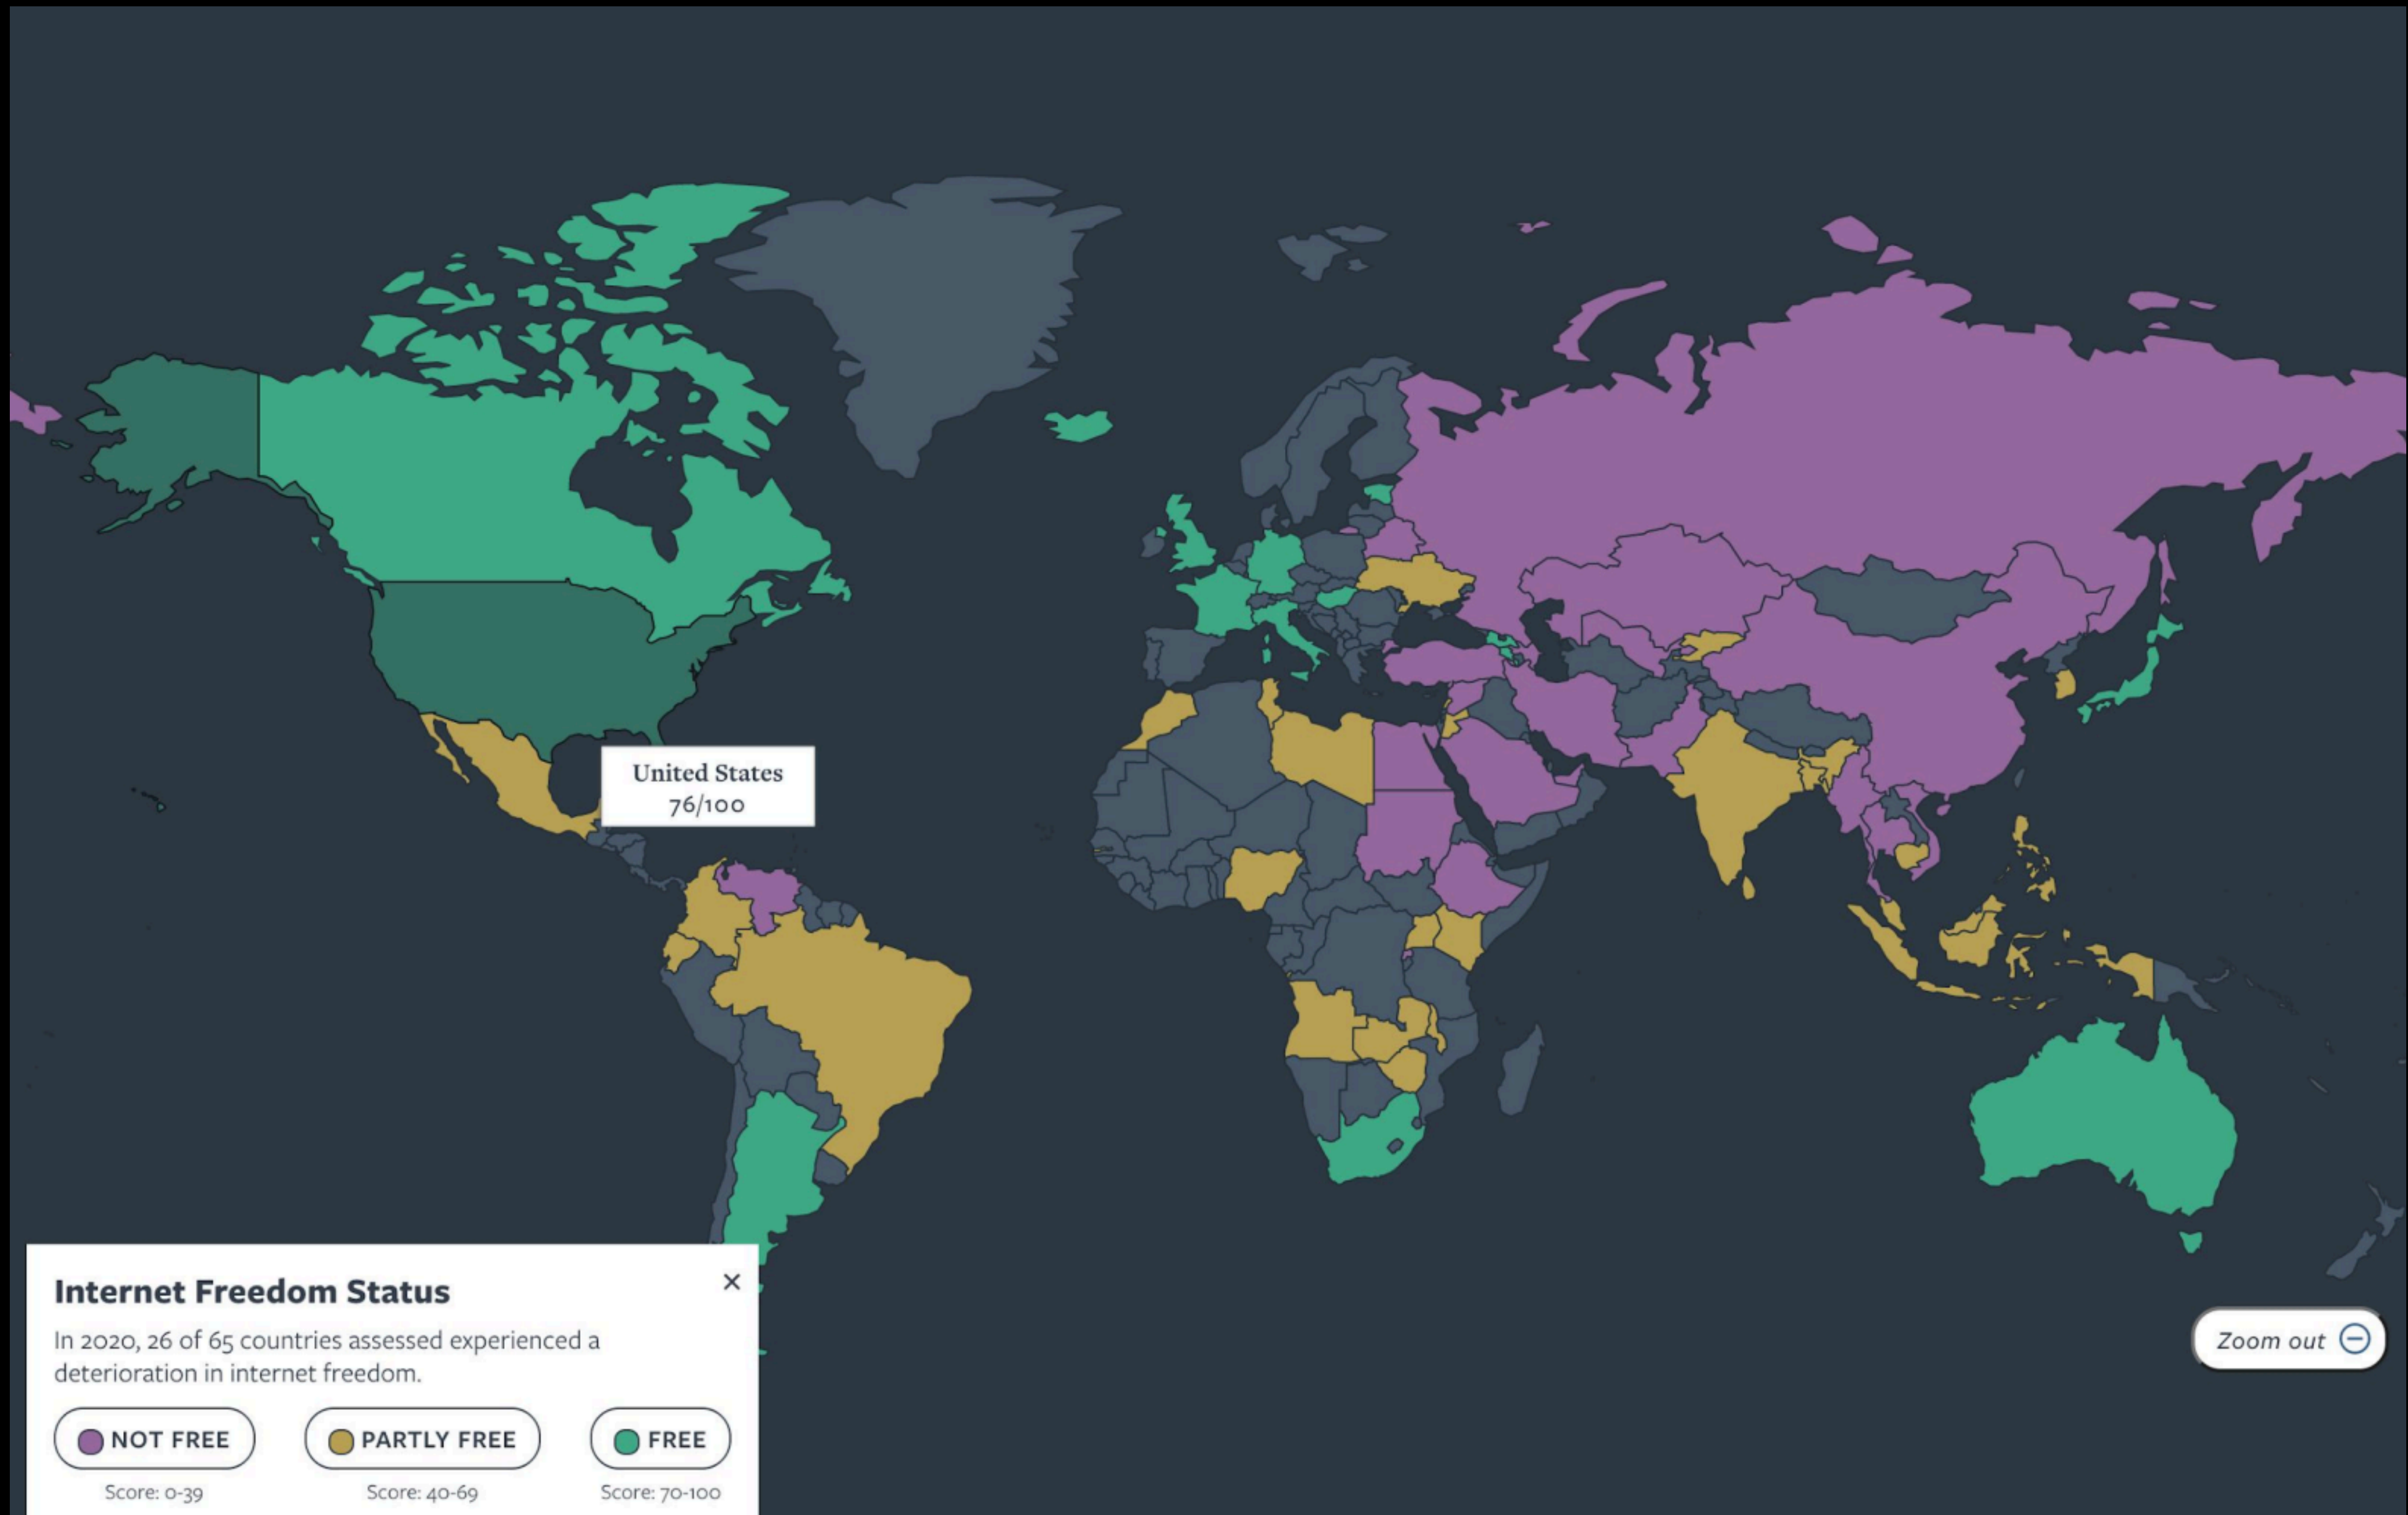 United States
76/100
Internet Freedom Status
In 2020, 26 of 65 countries assessed experienced a
deterioration in internet freedom.
NOT FREE PARTLY FREE FREE
Score: 0-39 Score: 40-69 Score: 70-100
Zoom out